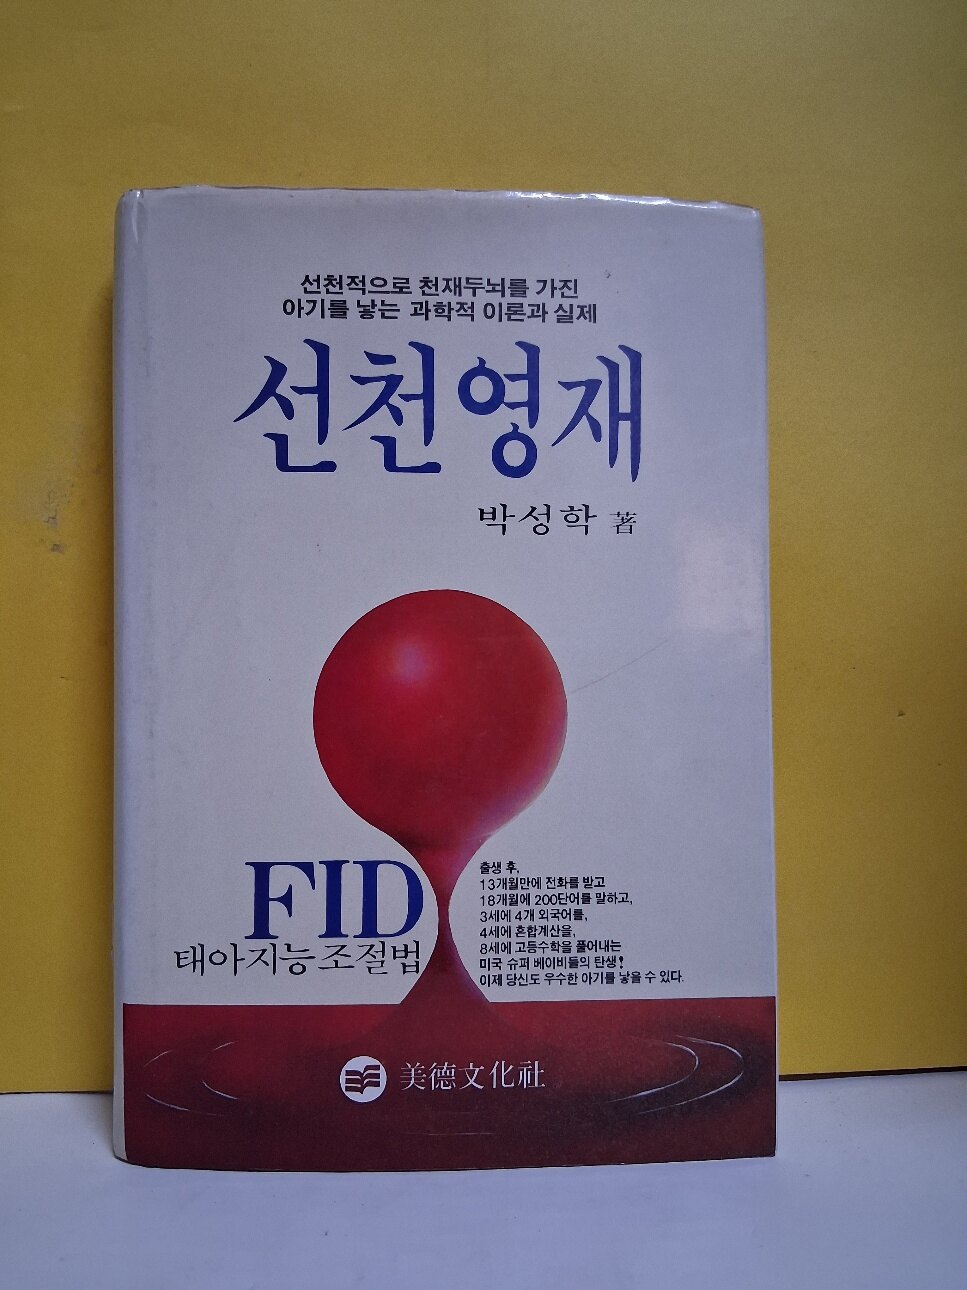 선천적으로 천재두뇌를 가진
아기를 낳는 과학적 이론과 실제
선천영재
박성학 著
FID
태아지능조절법
출생 후,
13개월만에 전화를 받고
18개월에 200단어를 말하고,
3세에 4개 외국어를,
4세에 혼합계산을,
8세에 고등수학을 풀어내는
미국 슈퍼 베이비들의 탄생!
이제 당신도 우수한 아기를 낳을 수 있다.
美德文化社